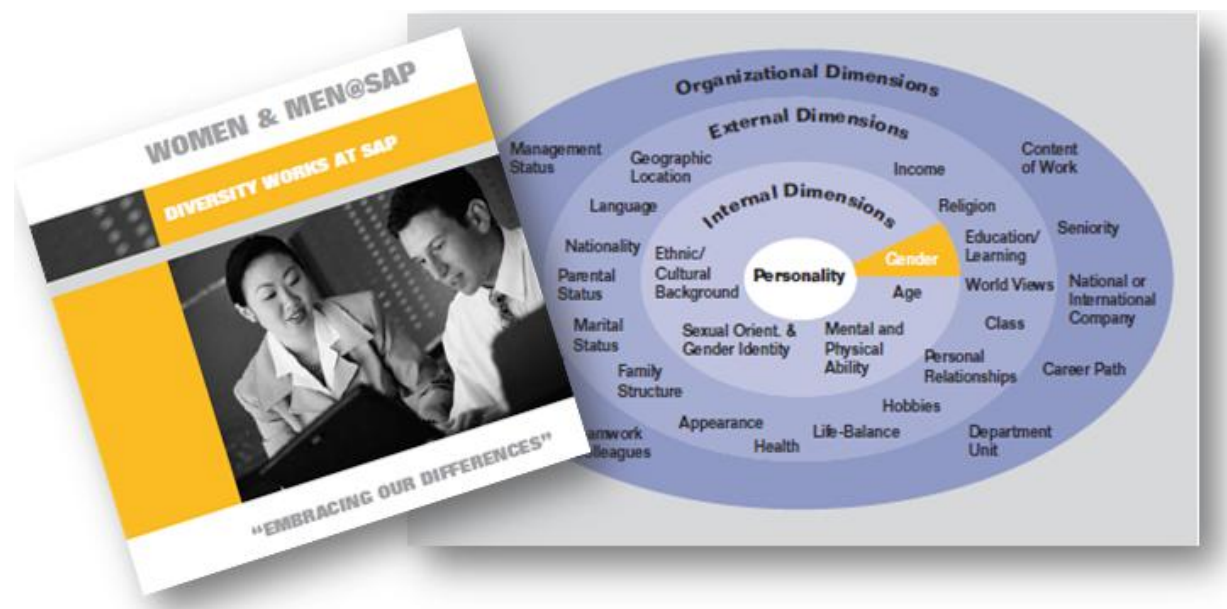 WOMEN & MEN@SAP
DIVERSITY WORKS AT SAP
"EMBRACING OUR DIFFERENCES"
Organizational Dimensions
External Dimensions
Internal Dimensions
Personality
Gender
Age
Mental and
Physical
Ability
Sexual Orient. &
Gender Identity
Ethnic/
Cultural
Background
Geographic
Location
Income
Religion
Education/
Learning
World Views
Class
Personal
Relationships
Hobbies
Life-Balance
Health
Appearance
Family
Structure
Marital
Status
Parental
Status
Nationality
Language
Management
Status
Content
of Work
Seniority
National or
International
Company
Career Path
Department
Unit